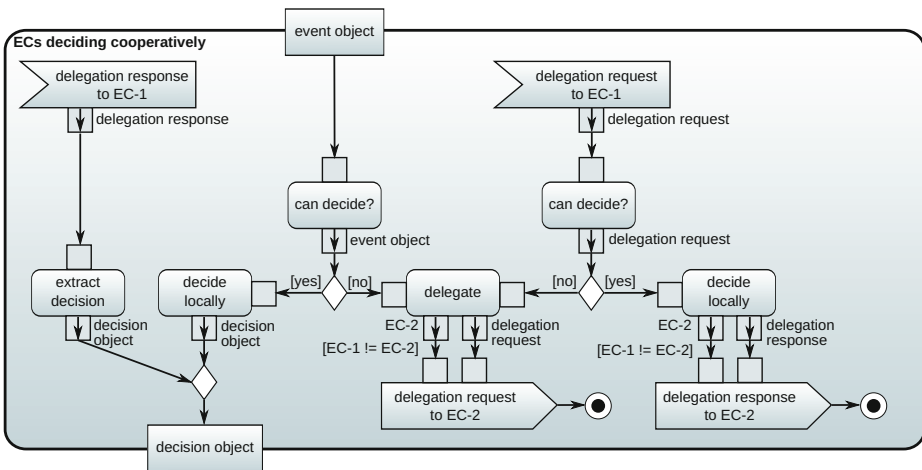 event object
ECs deciding cooperatively
delegation response
to EC-1
delegation request
to EC-1
delegation response
delegation request
can decide?
can decide?
event object
delegation request
[yes]
[no]
[no]
[yes]
extract
decision
decide
locally
delegate
decide
locally
decision
object
decision
object
EC-2
delegation
request
EC-2
delegation
response
[EC-1 != EC-2]
[EC-1 != EC-2]
delegation request
to EC-2
delegation response
to EC-2
decision object